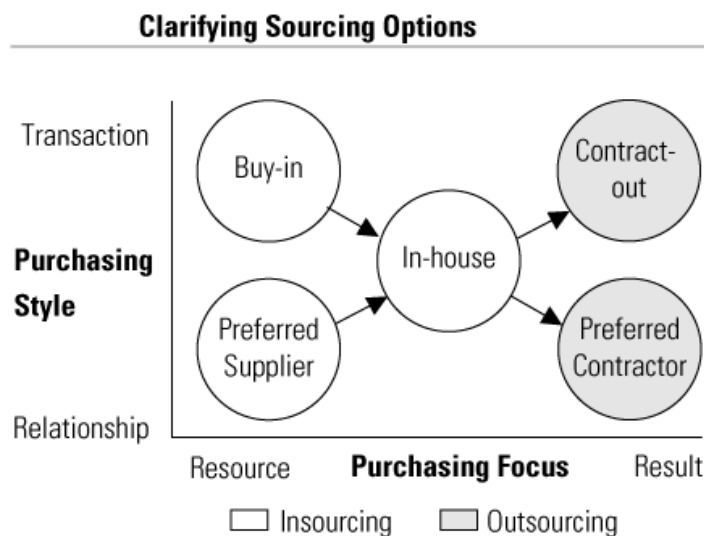 Clarifying Sourcing Options
Transaction
Buy-in
Contract-
out
In-house
Purchasing
Style
Preferred
Supplier
Preferred
Contractor
Relationship
Resource
Purchasing Focus
Result
Insourcing
Outsourcing